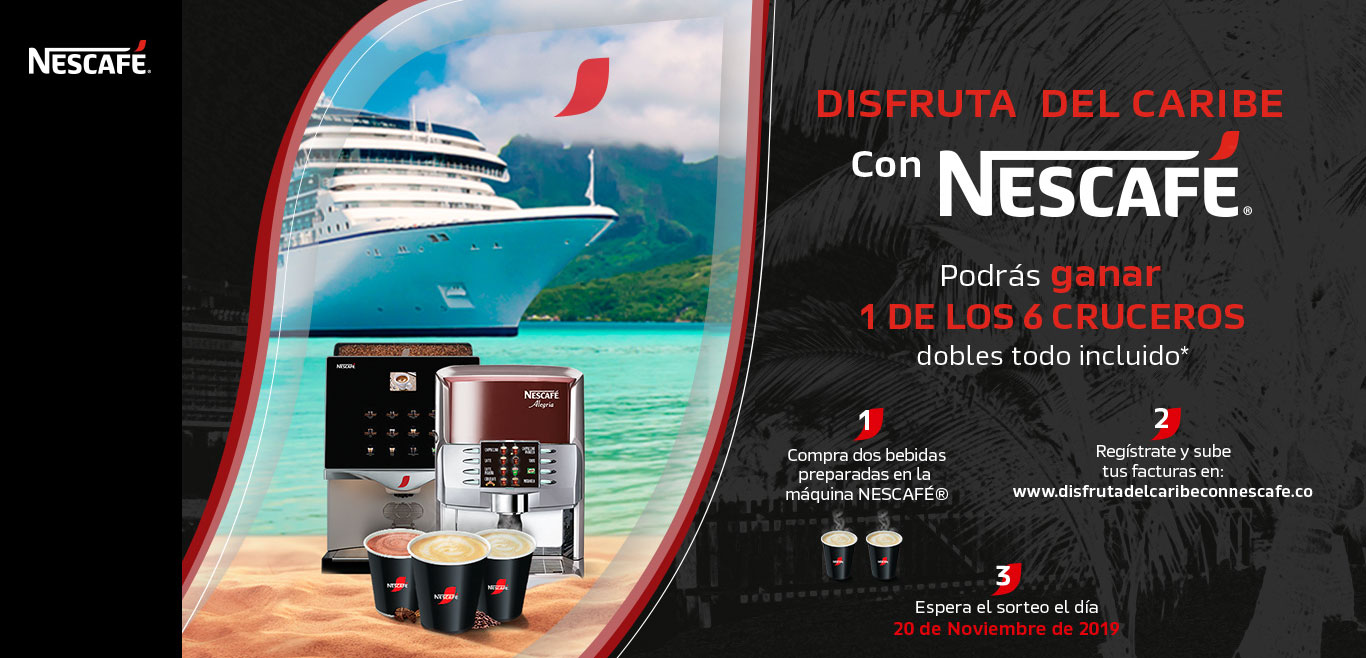 NESCAFÉ®
DISFRUTA DEL CARIBE
Con NESCAFÉ®
Podrás ganar
1 DE LOS 6 CRUCEROS
dobles todo incluido*
1
Compra dos bebidas
preparadas en la
máquina NESCAFÉ®
2
Regístrate y sube
tus facturas en:
www.disfrutadelcaribeconnescafe.co
3
Espera el sorteo el día
20 de Noviembre de 2019
NESCAFÉ
NESCAFÉ
Alegria
NESCAFÉ
NESCAFÉ
NESCAFÉ